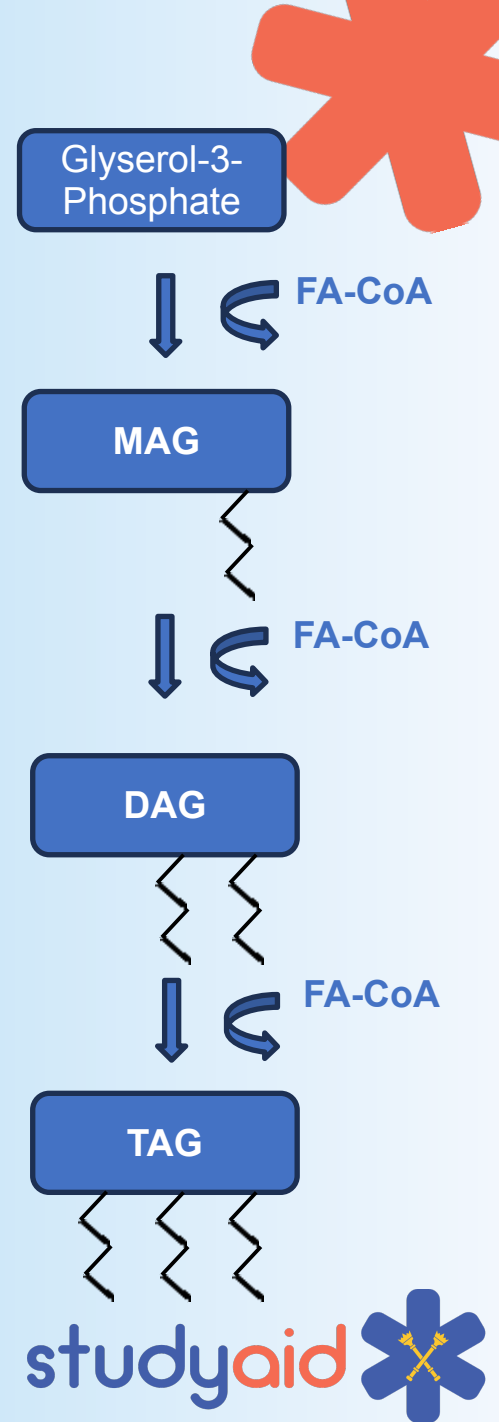 Glyserol-3-
Phosphate
FA-CoA
MAG
FA-CoA
DAG
FA-CoA
TAG
studyaid